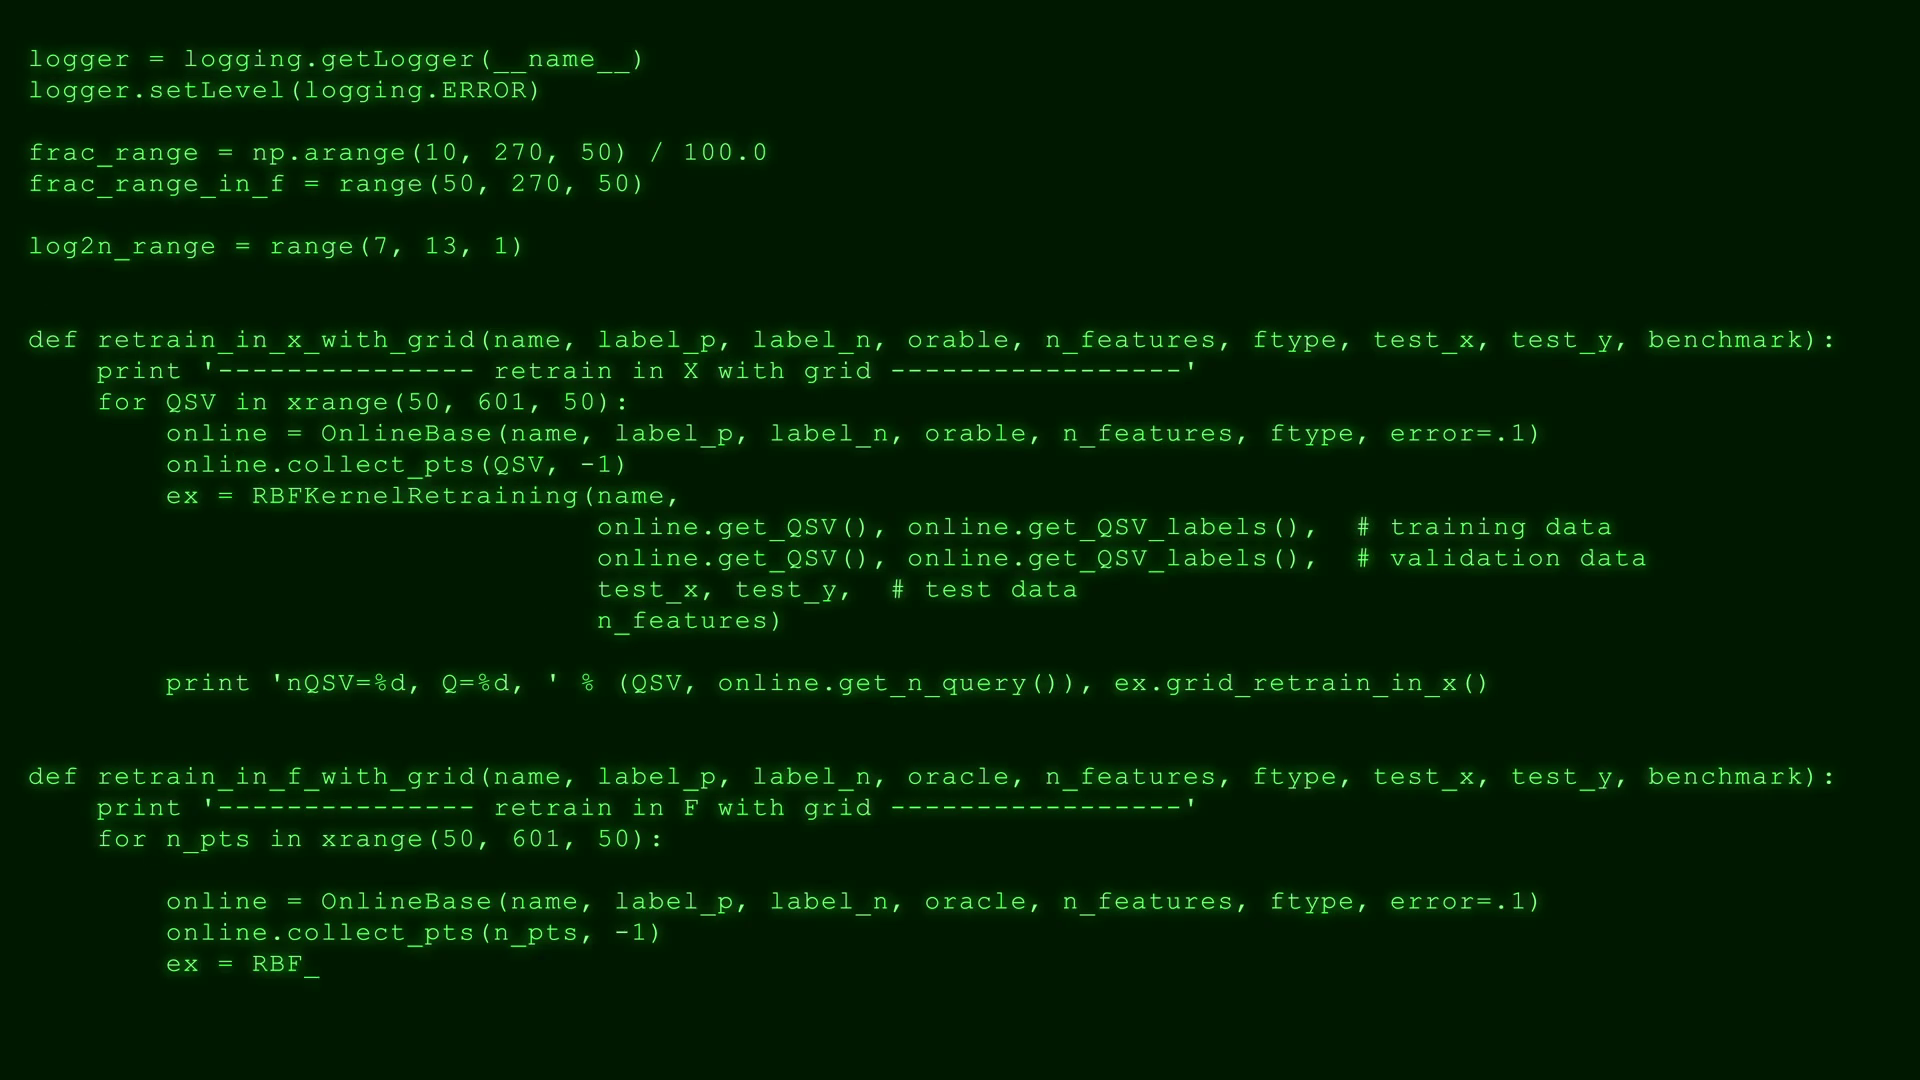 logger = logging.getLogger(__name__)
logger.setLevel(logging.ERROR)

frac_range = np.arange(10, 270, 50) / 100.0
frac_range_in_f = range(50, 270, 50)

log2n_range = range(7, 13, 1)


def retrain_in_x_with_grid(name, label_p, label_n, orable, n_features, ftype, test_x, test_y, benchmark):
    print '--------------- retrain in X with grid -----------------'
    for QSV in xrange(50, 601, 50):
        online = OnlineBase(name, label_p, label_n, orable, n_features, ftype, error=.1)
        online.collect_pts(QSV, -1)
        ex = RBFKernelRetraining(name,
                                 online.get_QSV(), online.get_QSV_labels(),  # training data
                                 online.get_QSV(), online.get_QSV_labels(),  # validation data
                                 test_x, test_y,  # test data
                                 n_features)

        print 'nQSV=%d, Q=%d, ' % (QSV, online.get_n_query()), ex.grid_retrain_in_x()


def retrain_in_f_with_grid(name, label_p, label_n, oracle, n_features, ftype, test_x, test_y, benchmark):
    print '--------------- retrain in F with grid -----------------'
    for n_pts in xrange(50, 601, 50):

        online = OnlineBase(name, label_p, label_n, oracle, n_features, ftype, error=.1)
        online.collect_pts(n_pts, -1)
        ex = RBF_